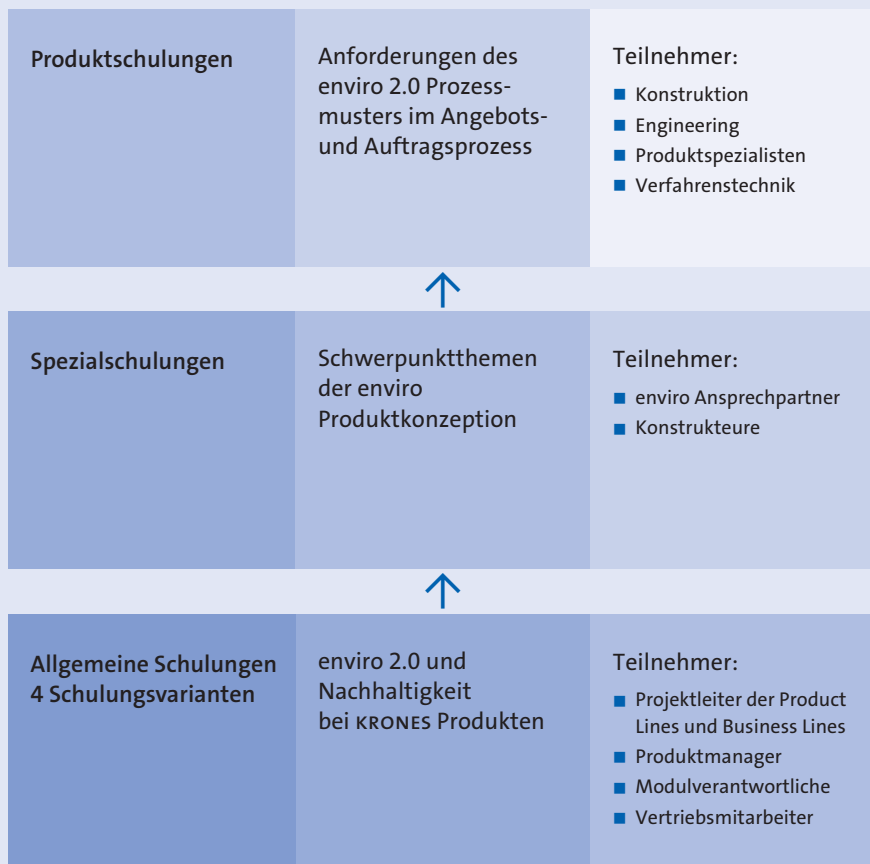 Produktschulungen
Anforderungen des
enviro 2.0 Prozess-
musters im Angebots-
und Auftragsprozess
Teilnehmer:
Konstruktion
Engineering
Produktspezialisten
Verfahrenstechnik
Spezialschulungen
Schwerpunktthemen
der enviro
Produktkonzeption
Teilnehmer:
enviro Ansprechpartner
Konstrukteure
Allgemeine Schulungen
4 Schulungsvarianten
enviro 2.0 und
Nachhaltigkeit
bei KRONES Produkten
Teilnehmer:
Projektleiter der Product
Lines und Business Lines
Produktmanager
Modulverantwortliche
Vertriebsmitarbeiter